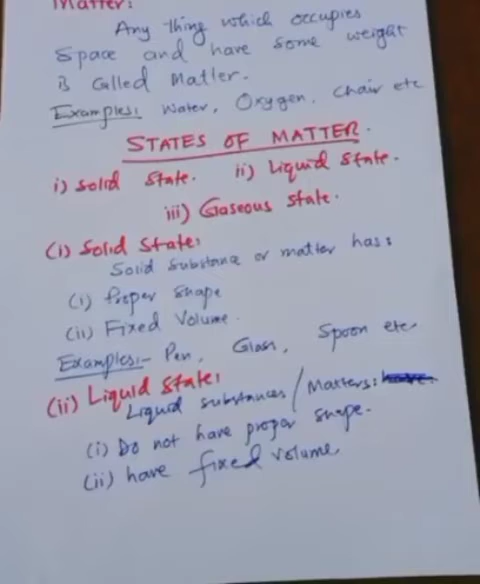 Matter:
Any thing which occupies
Space and have some weight
is Called Matter.
Examples: Water, Oxygen, Chair etc
STATES OF MATTER.
i) Solid State. ii) Liquid State.
iii) Gaseous State.
(i) Solid State:
Solid Substance or matter has:
(i) Proper Shape
(ii) Fixed Volume.
Examples:- Pen, Glass, Spoon etc
(ii) Liquid State:
Liquid substances/Matters:
(i) Do not have proper shape.
(ii) have fixed volume